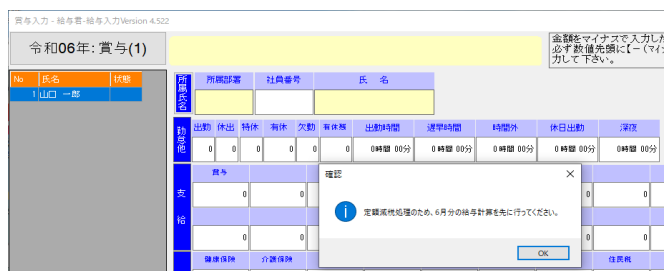 賞与入力 - 給与君-給与入力Version 4.522
令和06年: 賞与(1)
金額をマイナスで入力した
必ず数値先頭に【-(マイ
力して下さい。
No 氏名 状態
1 山口 一郎
所属氏名
所属部署 社員番号 氏 名
勤怠他
出勤 休出 特休 有休 欠勤 有休残 出勤時間 遅早時間 時間外 休日出勤 深夜
0 0 0 0 0 0 0時間 00分 0時間 00分 0時間 00分 0時間 00分 0時間 00分
支給
賞与
0 0 0
0 0 0
健康保険 介護保険 住民税
確認
定額減税処理のため、6月分の給与計算を先に行ってください。
OK